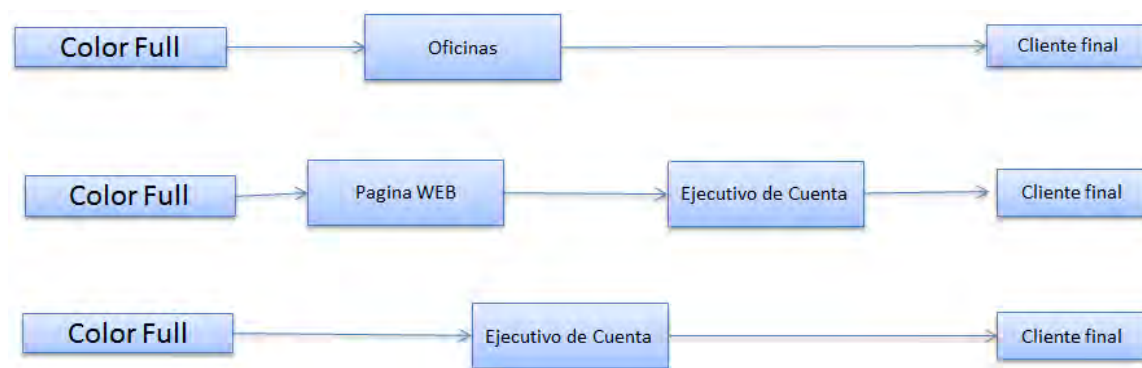 Color Full
Oficinas
Cliente final
Color Full
Pagina WEB
Ejecutivo de Cuenta
Cliente final
Color Full
Ejecutivo de Cuenta
Cliente final